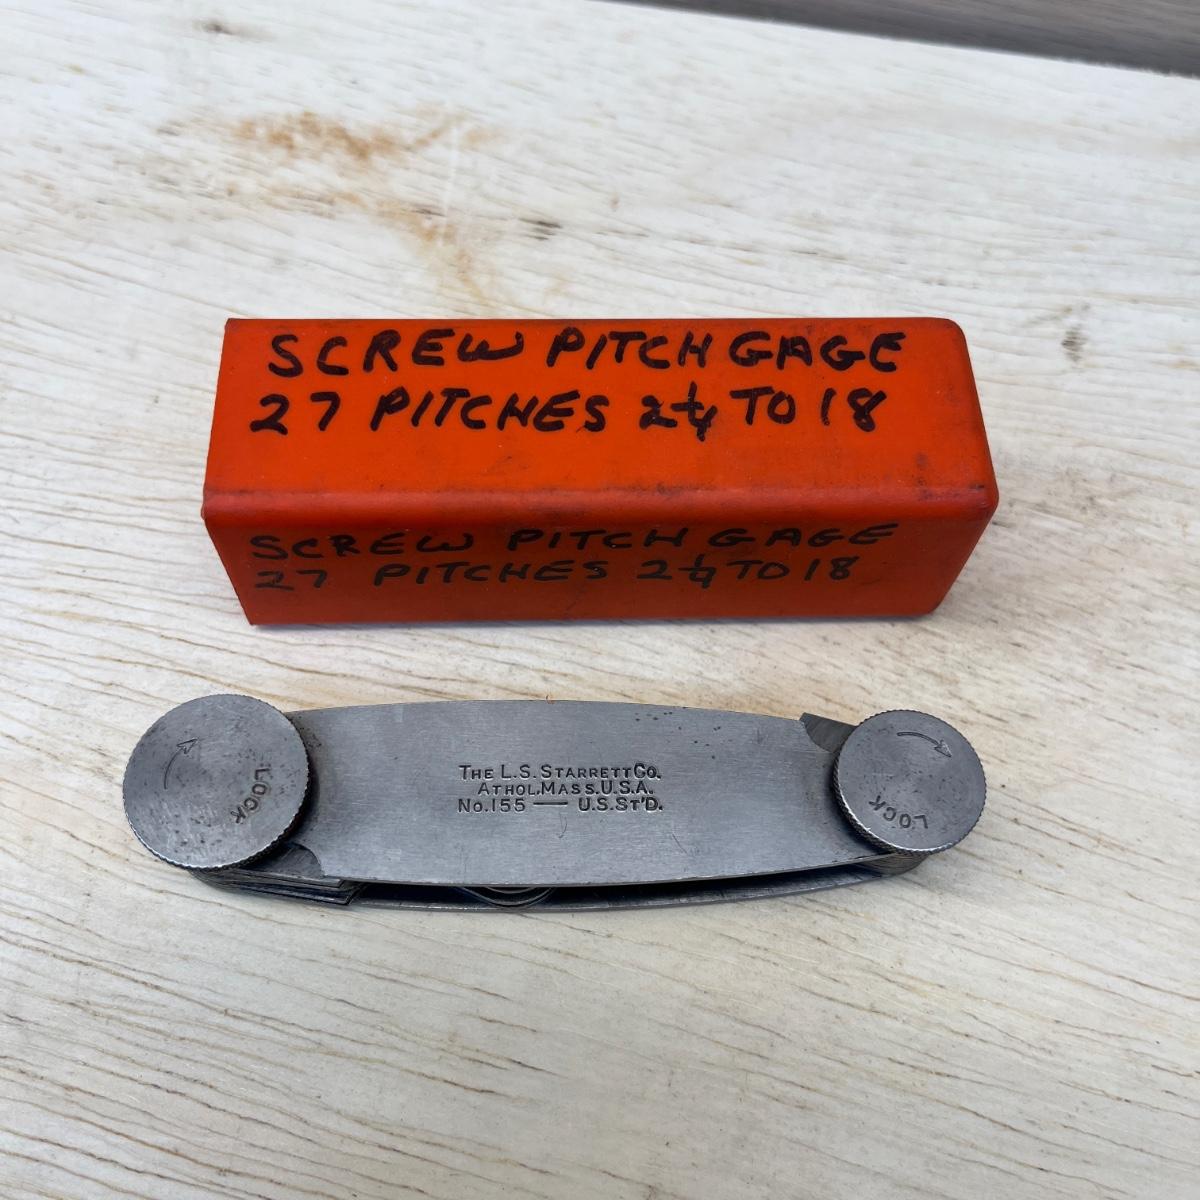 SCREW PITCH GAGE
27 PITCHES 2¼ TO 18
SCREW PITCH GAGE
27 PITCHES 2¼ TO 18
THE L.S. STARRETT CO.
ATHOL.MASS.U.S.A.
NO.155 — U.S.ST'D.
LOCK
LOCK